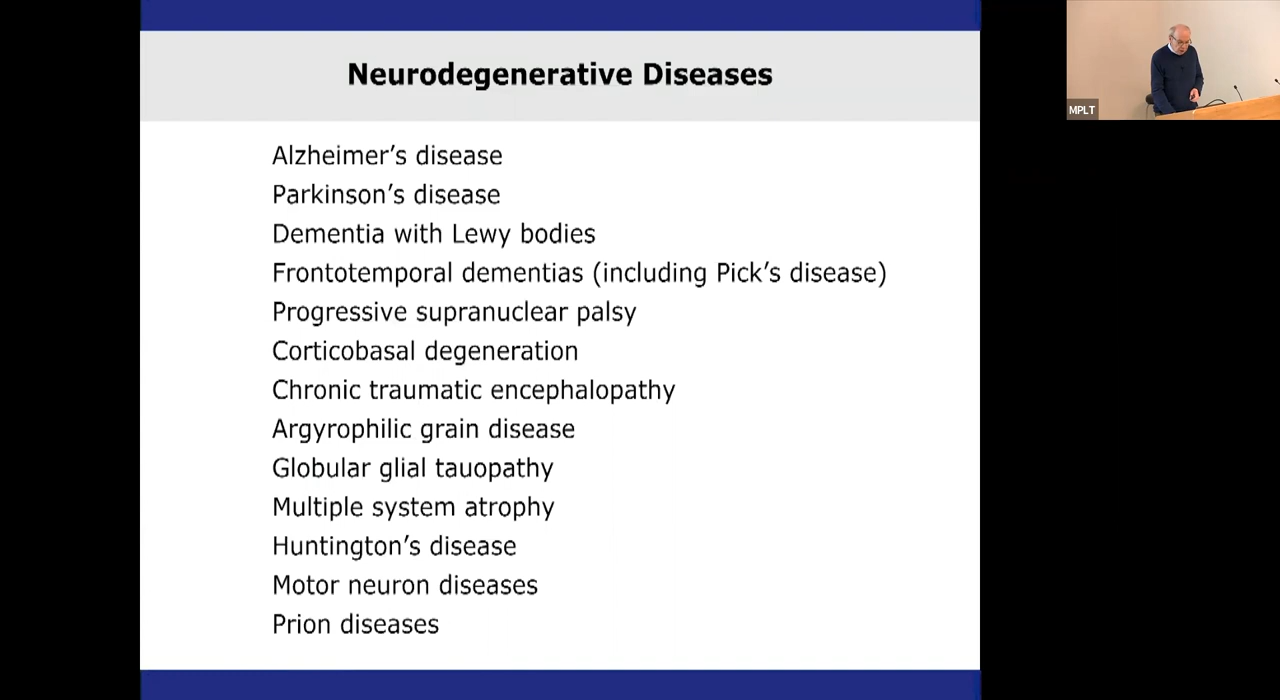 Neurodegenerative Diseases
Alzheimer’s disease
Parkinson’s disease
Dementia with Lewy bodies
Frontotemporal dementias (including Pick’s disease)
Progressive supranuclear palsy
Corticobasal degeneration
Chronic traumatic encephalopathy
Argyrophilic grain disease
Globular glial tauopathy
Multiple system atrophy
Huntington’s disease
Motor neuron diseases
Prion diseases
MPLT